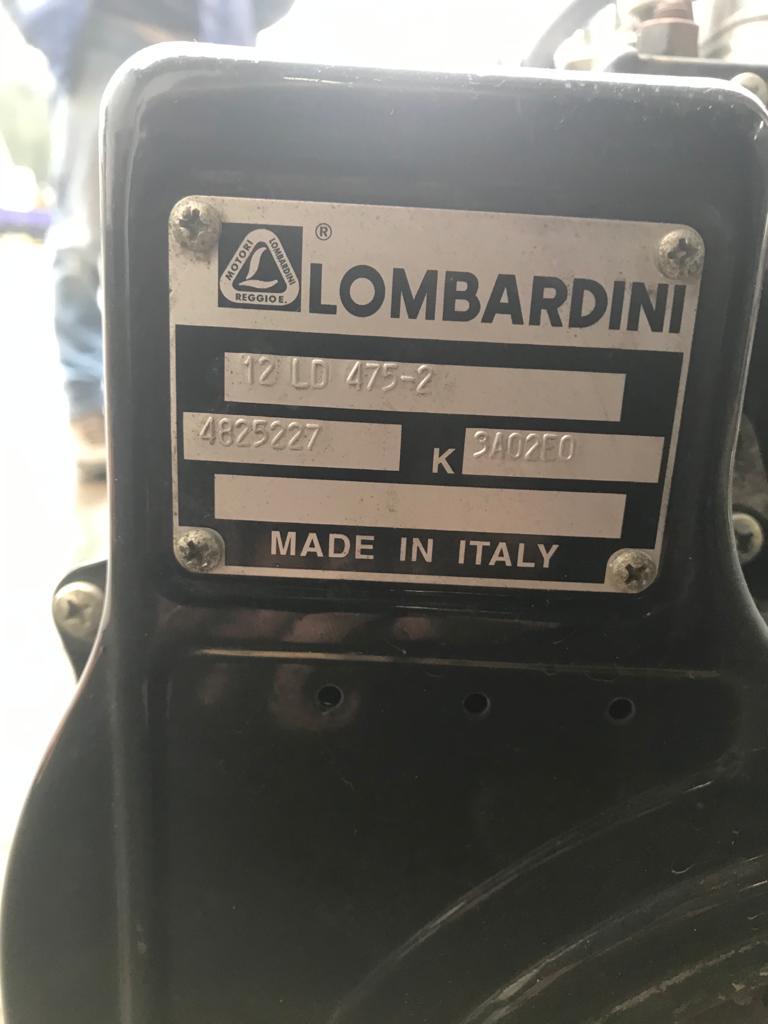 MOTORI LOMBARDINI
REGGIO E.
®
LOMBARDINI
12 LD 475-2
4825227 K 3A02E0
MADE IN ITALY